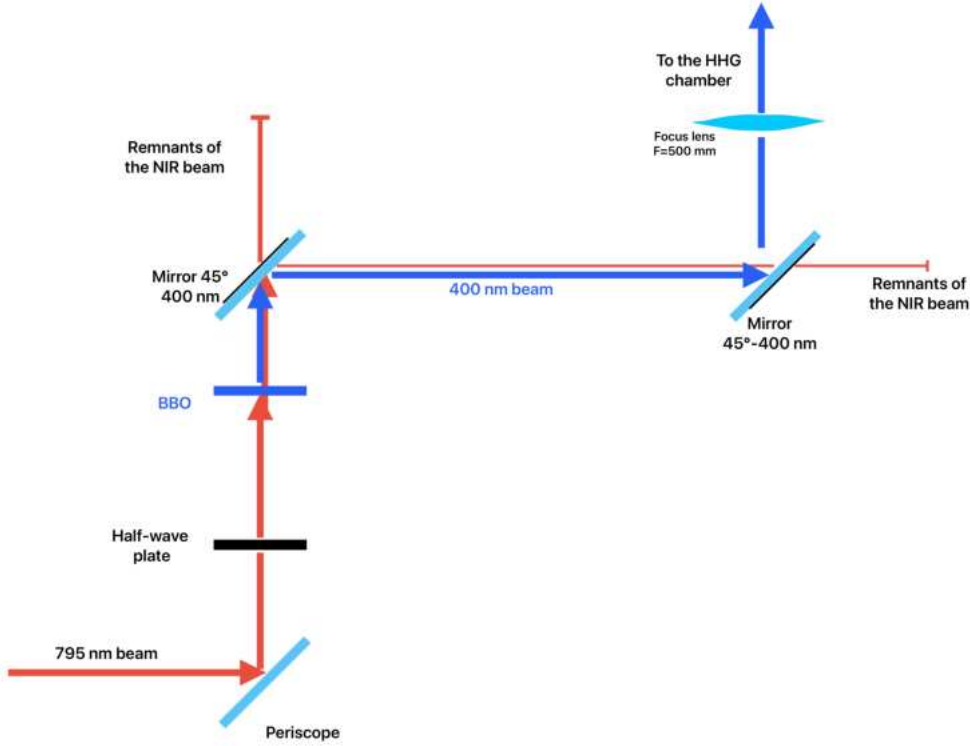 To the HHG
chamber
Focus lens
F=500 mm
Remnants of
the NIR beam
Mirror 45°
400 nm
400 nm beam
Remnants of
the NIR beam
Mirror
45°-400 nm
BBO
Half-wave
plate
795 nm beam
Periscope